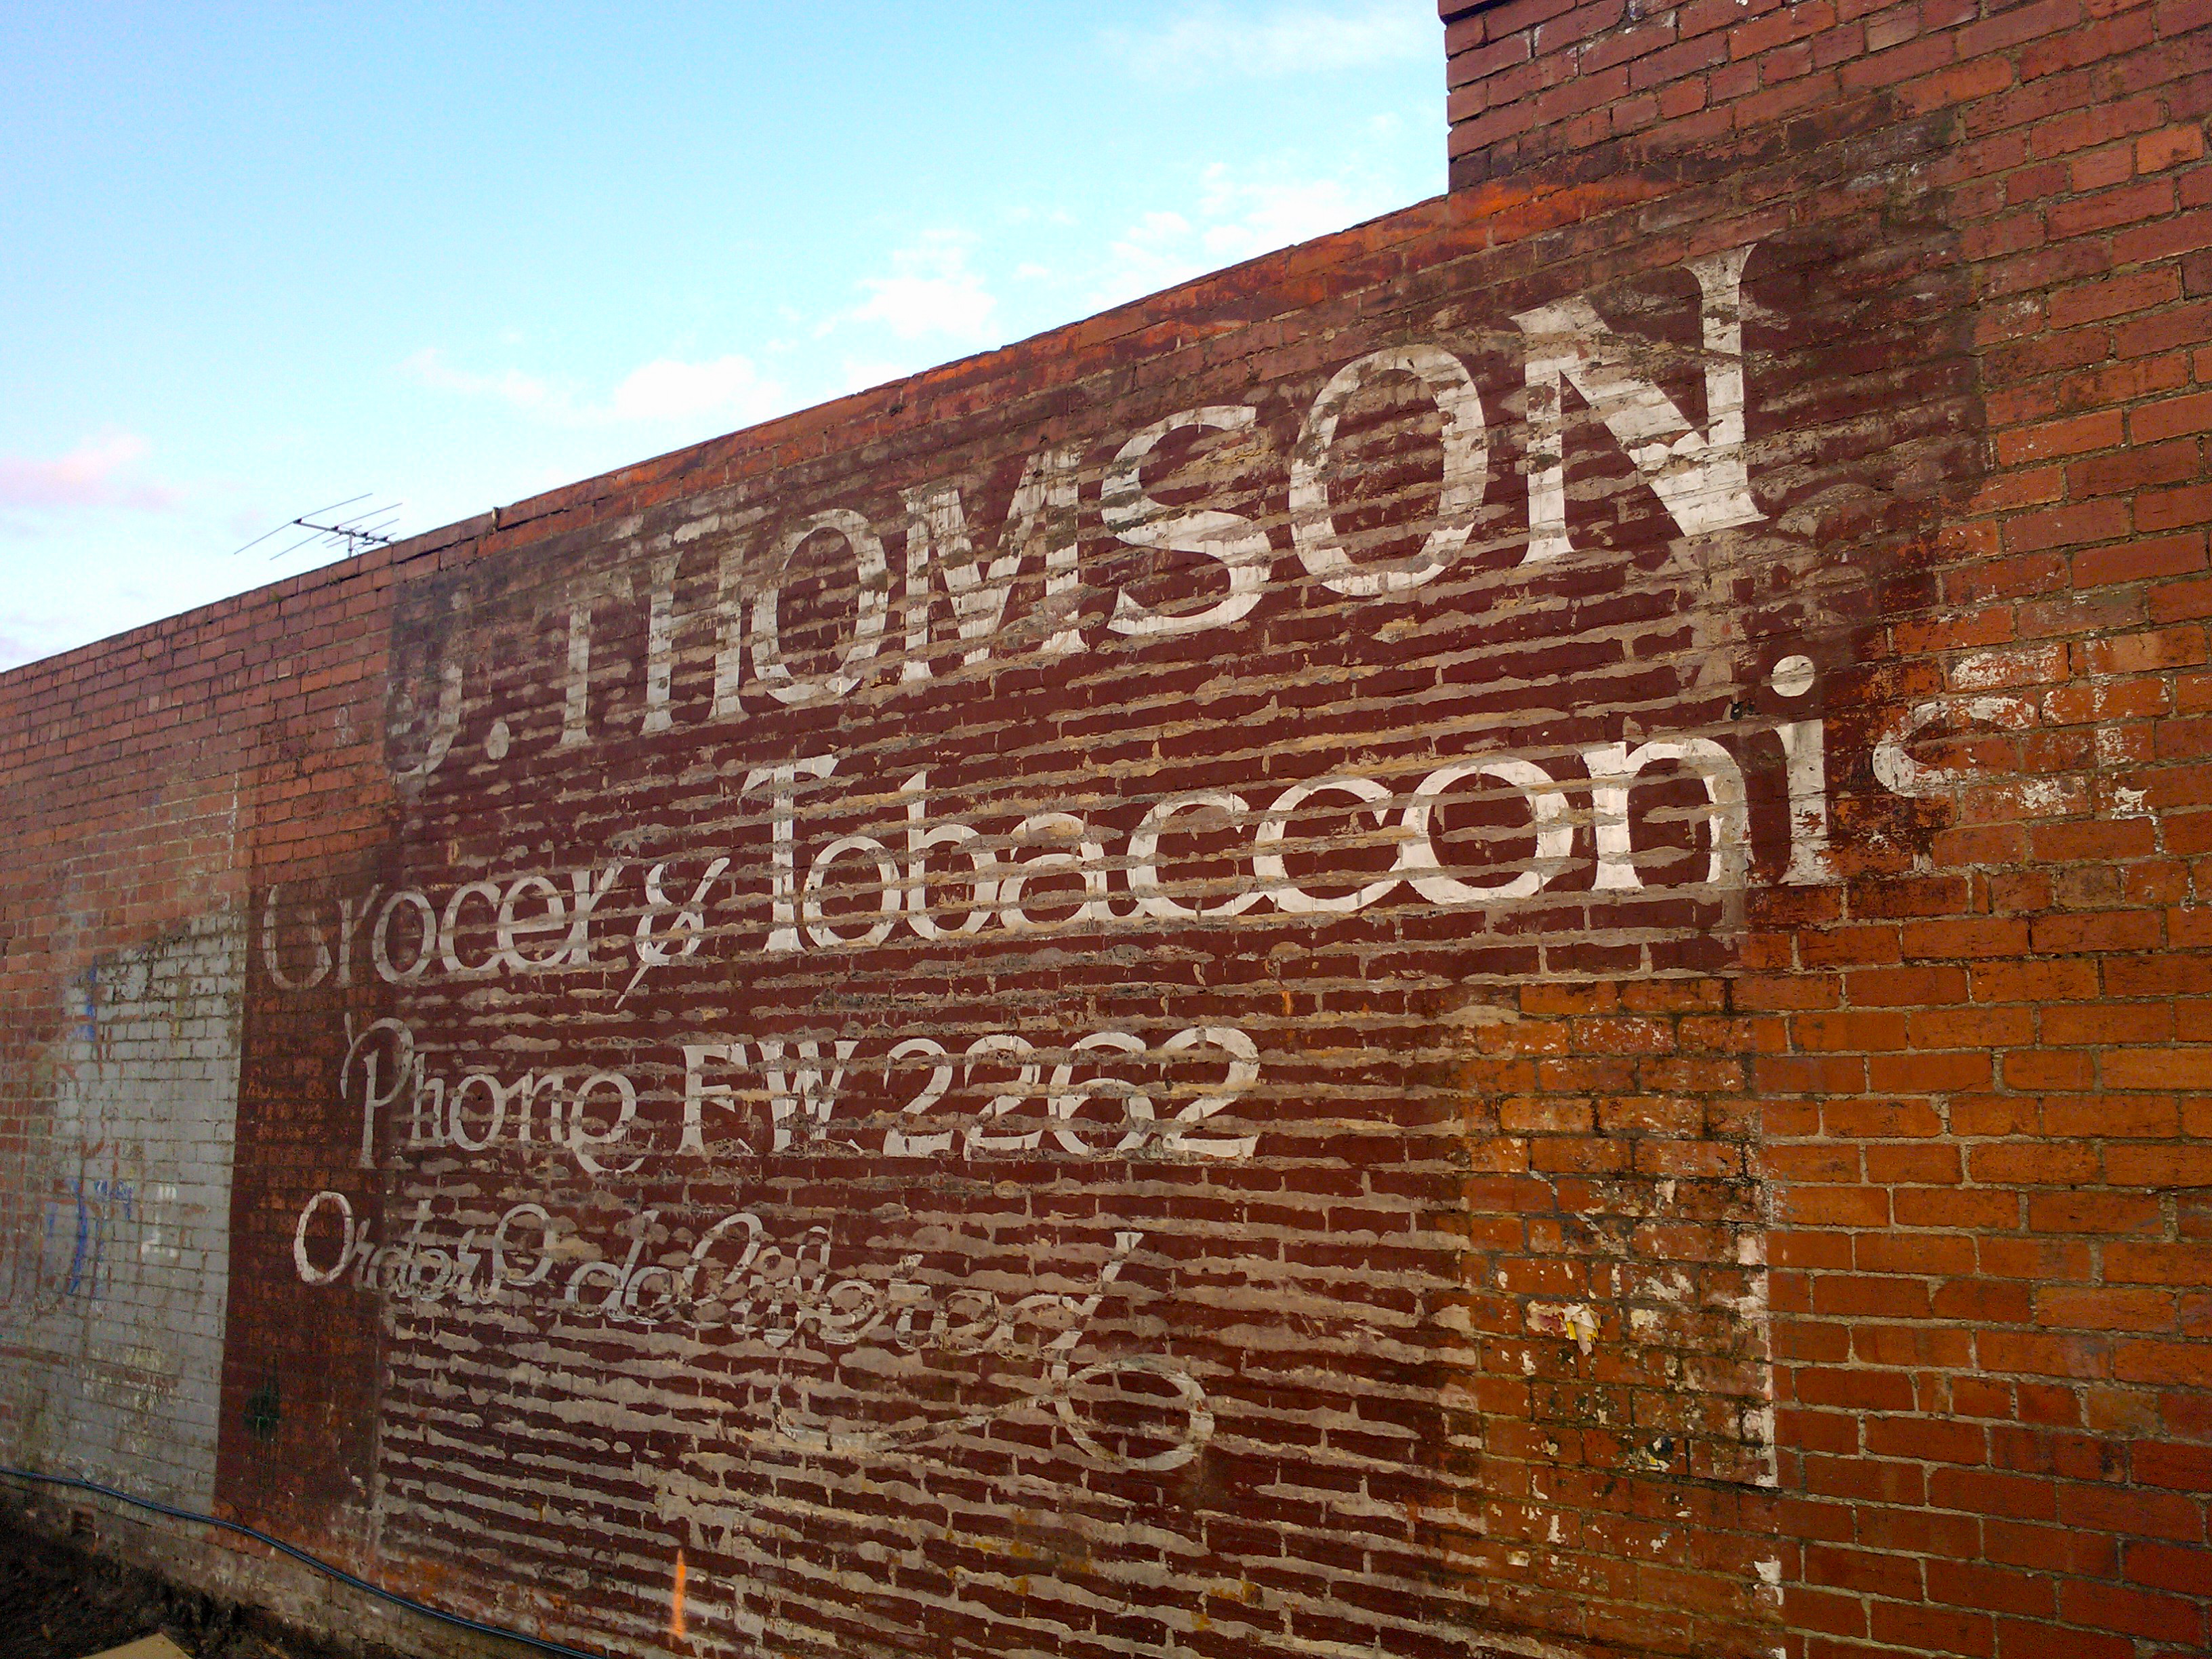 J. THOMSON
Grocer & Tobacconist
'Phone FW 2262
Orders delivered